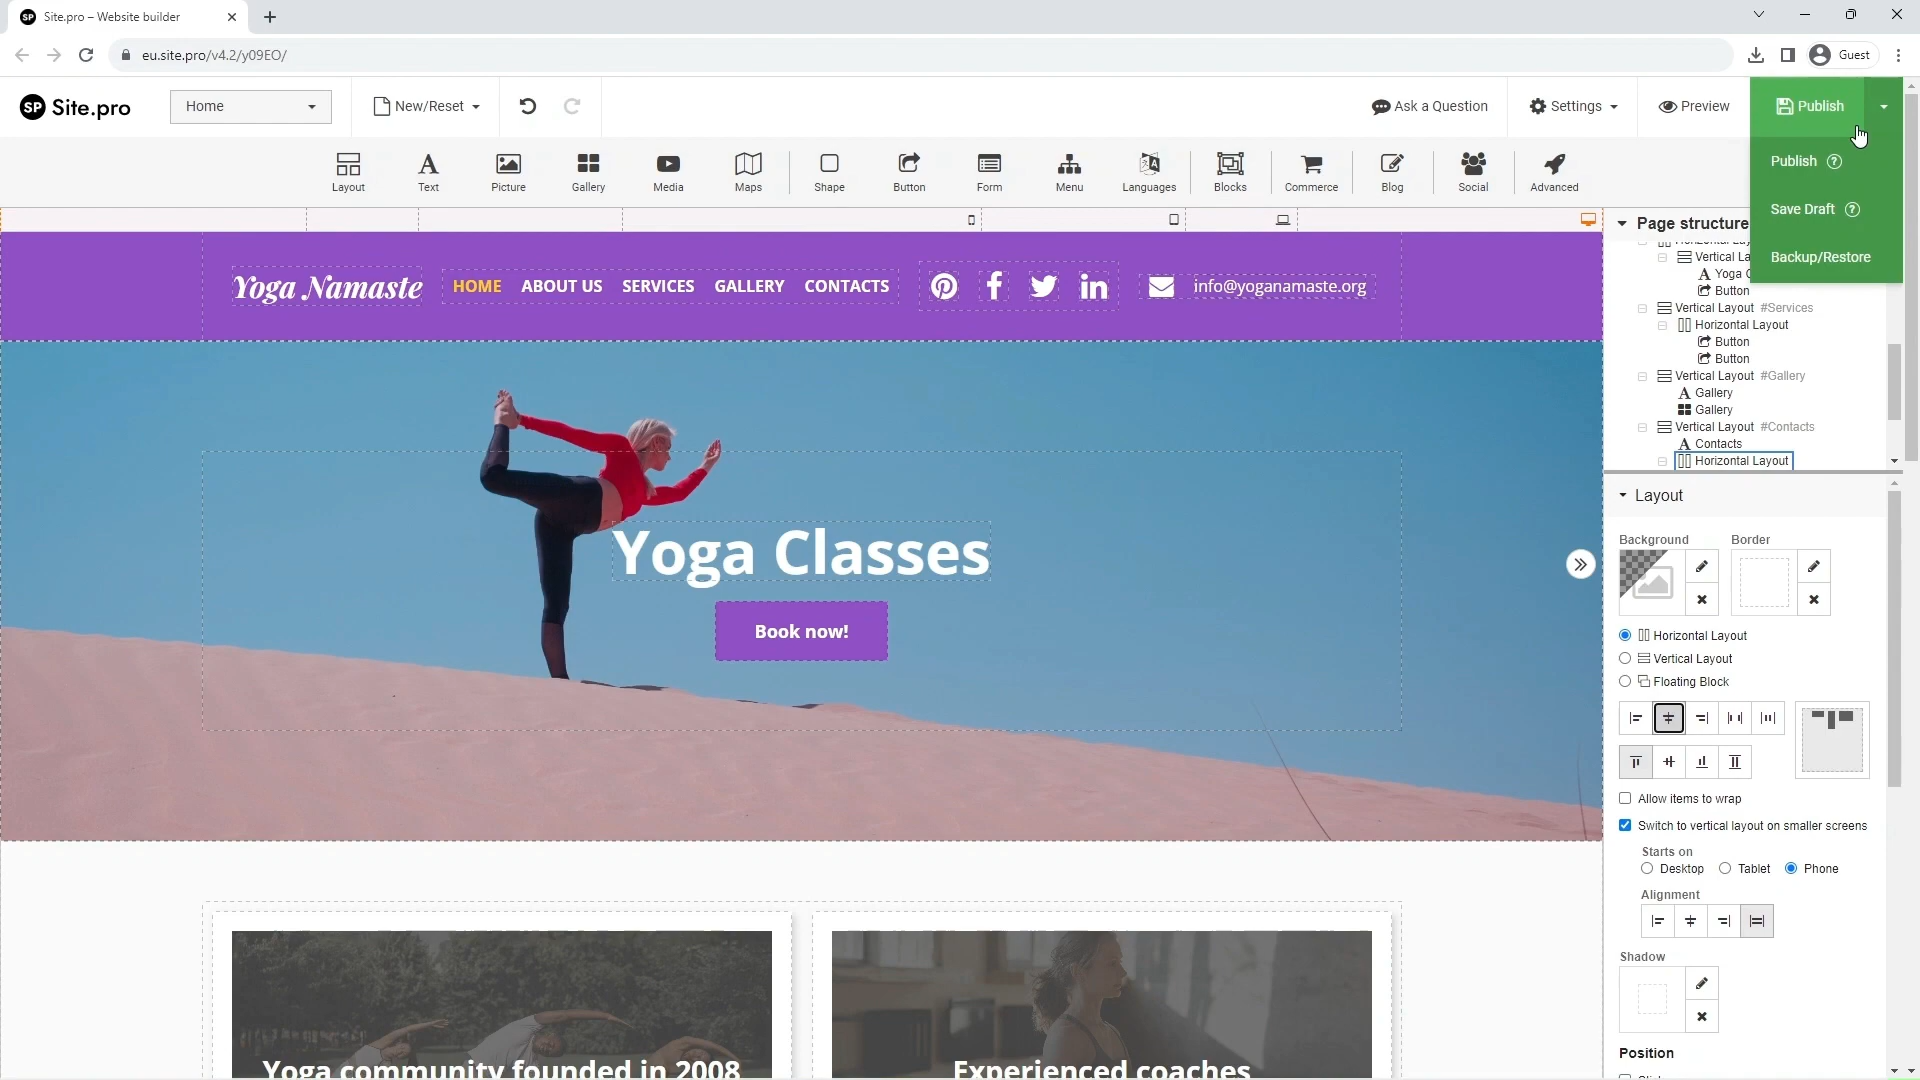 Site.pro – Website builder
eu.site.pro/v4.2/y09EO/
Guest
SP Site.pro
Home
New/Reset
Ask a Question
Settings
Preview
Publish
Layout
Text
Picture
Gallery
Media
Maps
Shape
Button
Form
Menu
Languages
Blocks
Commerce
Blog
Social
Advanced
Publish ?
Save Draft ?
Backup/Restore
Yoga Namaste
HOME ABOUT US SERVICES GALLERY CONTACTS
info@yoganamaste.org
Yoga Classes
Book now!
Yoga community founded in 2008
Experienced coaches
Page structure
Button
Vertical Layout #Services
Horizontal Layout
Button
Button
Vertical Layout #Gallery
Gallery
Gallery
Vertical Layout #Contacts
Contacts
Horizontal Layout
Layout
Background Border
Horizontal Layout
Vertical Layout
Floating Block
Allow items to wrap
Switch to vertical layout on smaller screens
Starts on
Desktop Tablet Phone
Alignment
Shadow
Position